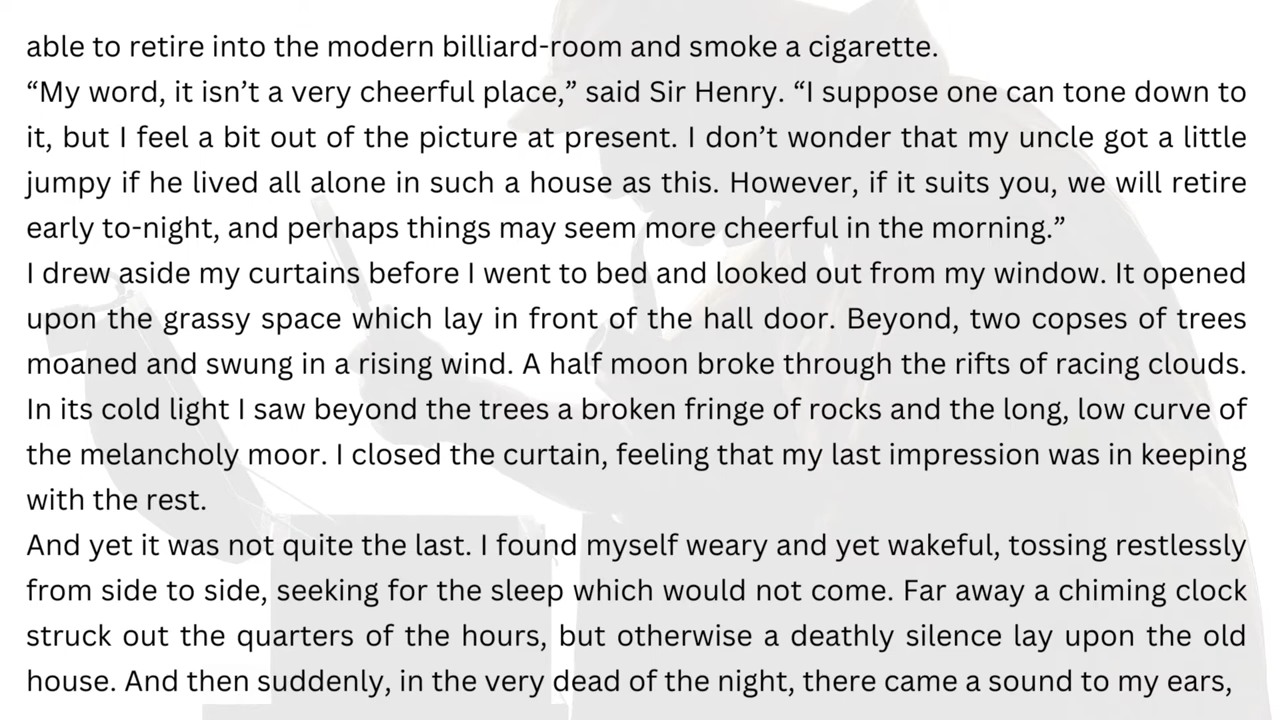 able to retire into the modern billiard-room and smoke a cigarette.
“My word, it isn’t a very cheerful place,” said Sir Henry. “I suppose one can tone down to
it, but I feel a bit out of the picture at present. I don’t wonder that my uncle got a little
jumpy if he lived all alone in such a house as this. However, if it suits you, we will retire
early to-night, and perhaps things may seem more cheerful in the morning.”
I drew aside my curtains before I went to bed and looked out from my window. It opened
upon the grassy space which lay in front of the hall door. Beyond, two copses of trees
moaned and swung in a rising wind. A half moon broke through the rifts of racing clouds.
In its cold light I saw beyond the trees a broken fringe of rocks and the long, low curve of
the melancholy moor. I closed the curtain, feeling that my last impression was in keeping
with the rest.
And yet it was not quite the last. I found myself weary and yet wakeful, tossing restlessly
from side to side, seeking for the sleep which would not come. Far away a chiming clock
struck out the quarters of the hours, but otherwise a deathly silence lay upon the old
house. And then suddenly, in the very dead of the night, there came a sound to my ears,